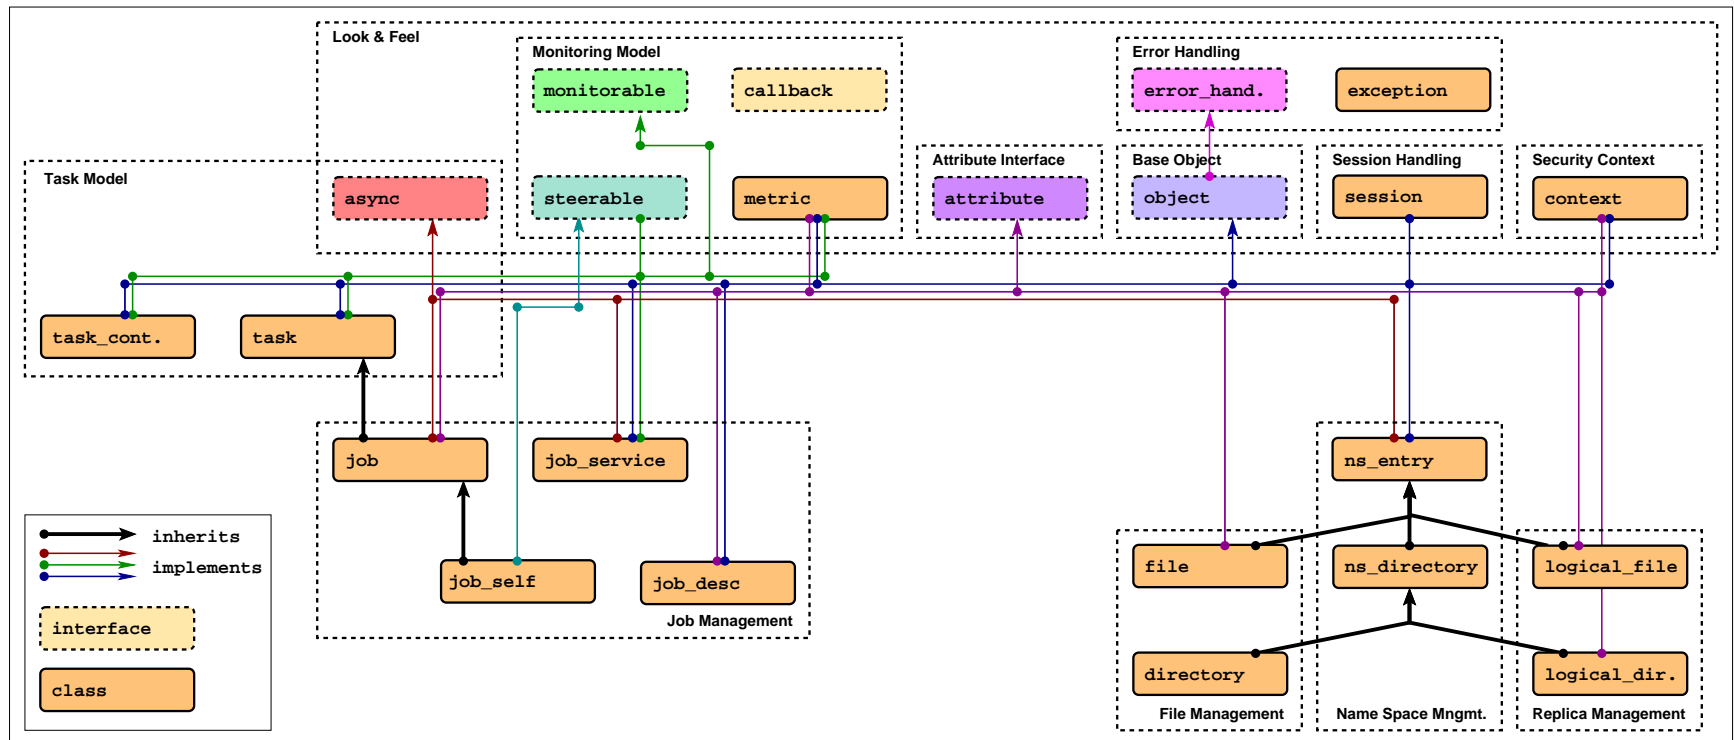 Look & Feel
Monitoring Model
Error Handling
monitorable
callback
error_hand.
exception
Task Model
Attribute Interface
Base Object
Session Handling
Security Context
async
steerable
metric
attribute
object
session
context
task_cont.
task
job
job_service
ns_entry
inherits
implements
job_self
job_desc
file
ns_directory
logical_file
interface
Job Management
class
directory
logical_dir.
File Management
Name Space Mngmt.
Replica Management